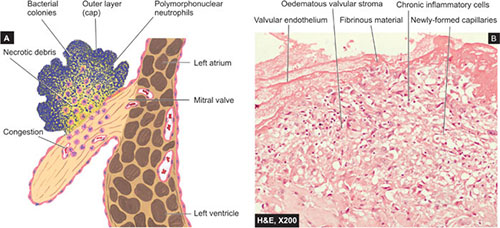 A
Bacterial
colonies
Outer layer
(cap)
Polymorphonuclear
neutrophils
Necrotic debris
Left atrium
Mitral valve
Congestion
Left ventricle
B
Oedematous valvular stroma
Chronic inflammatory cells
Valvular endothelium
Fibrinous material
Newly-formed capillaries
H&E, X200